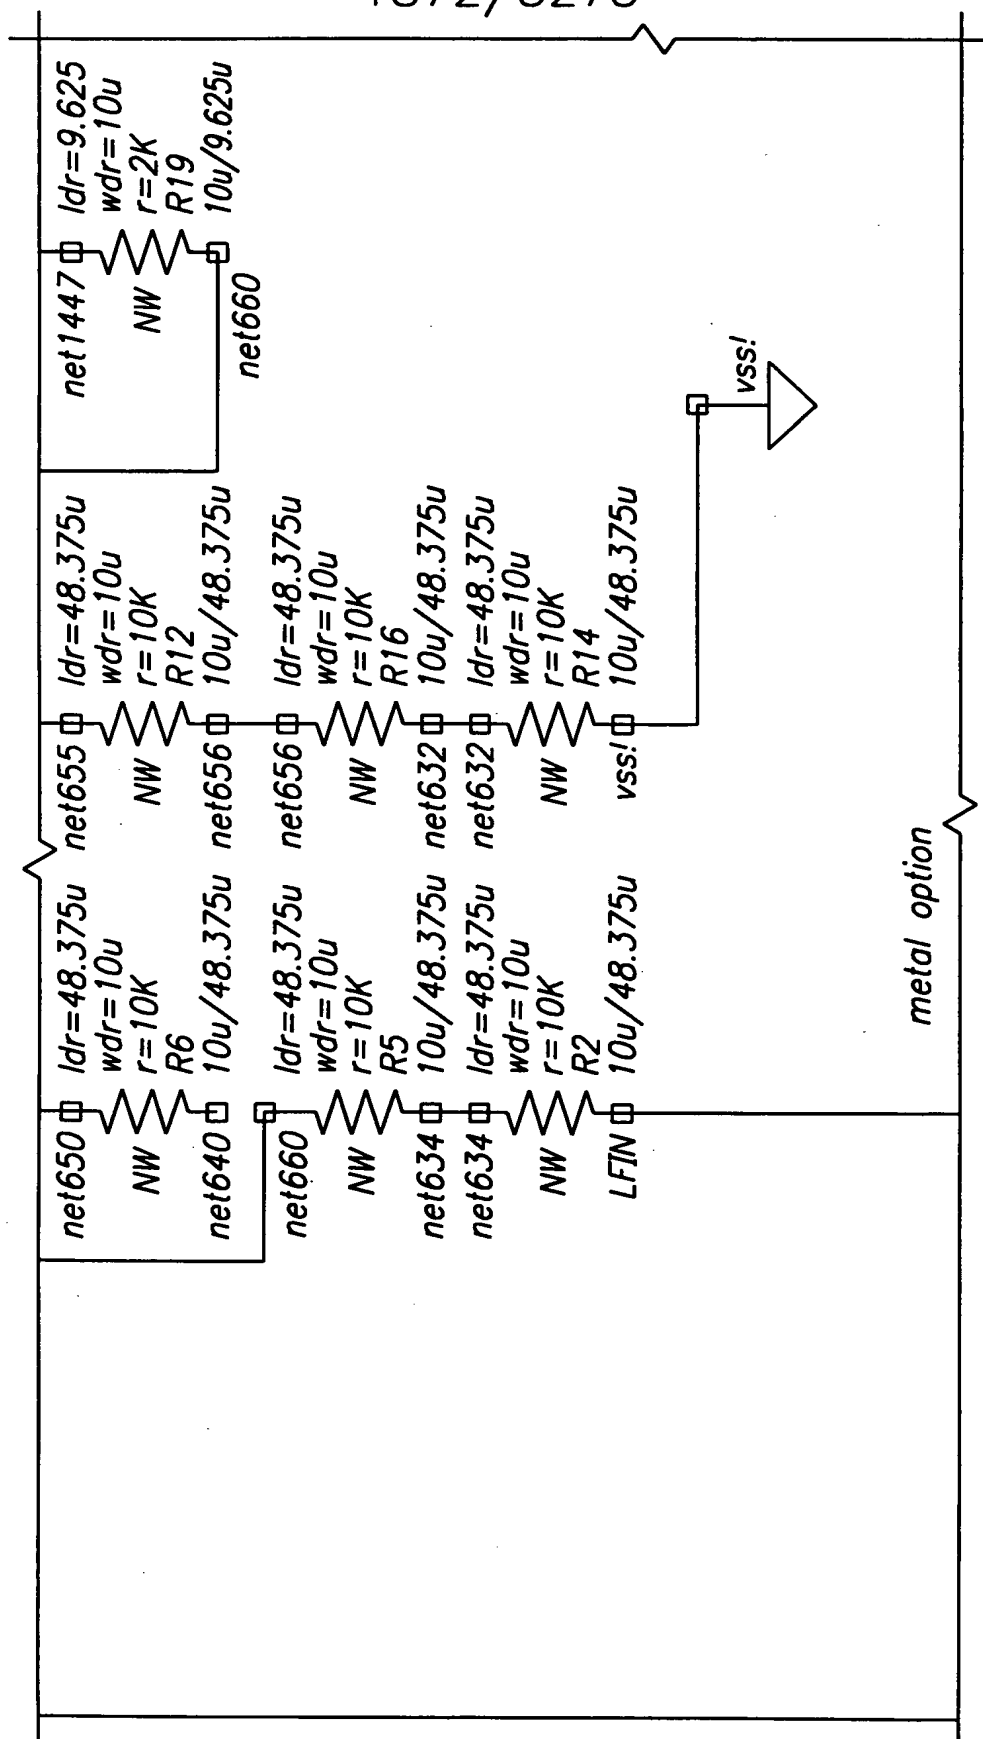 net650
ldr=48.375u
wdr=10u
NW
r=10K
R6
net640
10u/48.375u
net660
ldr=48.375u
wdr=10u
NW
r=10K
R5
net634
10u/48.375u
net634
ldr=48.375u
wdr=10u
NW
r=10K
R2
LFIN
10u/48.375u
net655
ldr=48.375u
wdr=10u
NW
r=10K
R12
net656
10u/48.375u
net656
ldr=48.375u
wdr=10u
NW
r=10K
R16
net632
10u/48.375u
net632
ldr=48.375u
wdr=10u
NW
r=10K
R14
vss!
10u/48.375u
net1447
ldr=9.625
wdr=10u
NW
r=2K
R19
10u/9.625u
net660
vss!
metal option